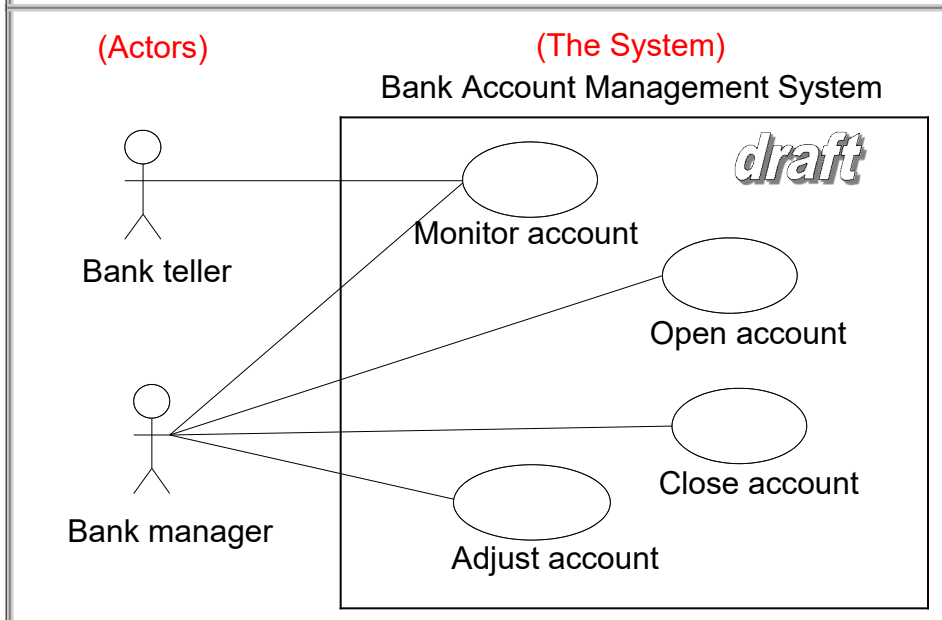 (Actors)
(The System)
Bank Account Management System
draft
Monitor account
Bank teller
Open account
Close account
Bank manager
Adjust account